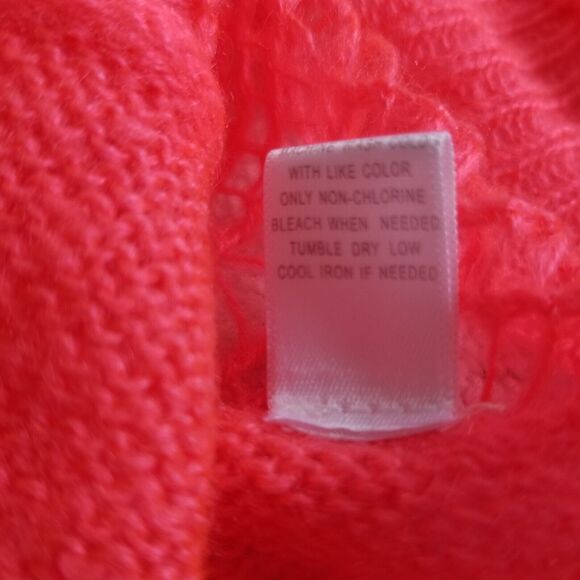 WITH LIKE COLOR
ONLY NON-CHLORINE
BLEACH WHEN NEEDED
TUMBLE DRY LOW
COOL IRON IF NEEDED